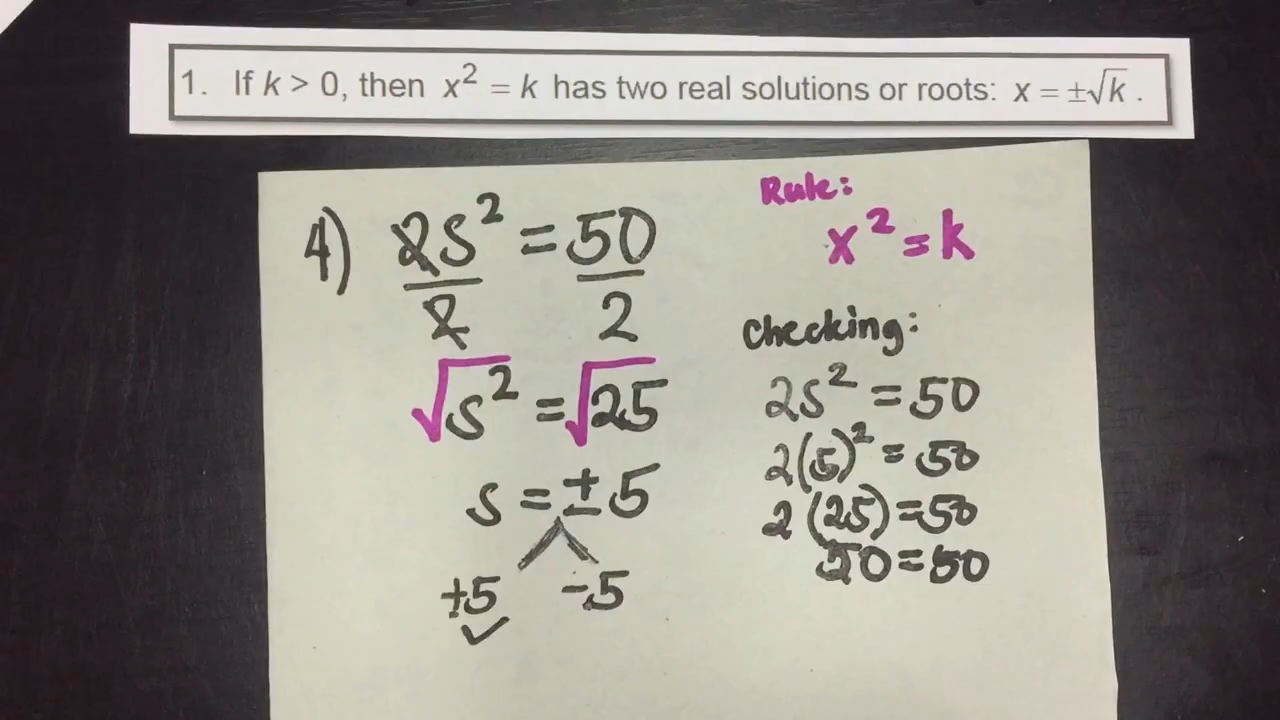 1. If k > 0, then x² = k has two real solutions or roots: x = ±√k .
4) 2s² = 50
2 2
√s² = √25
s = ±5
+5 -5
Rule:
x² = k
Checking:
2s² = 50
2(5)² = 50
2(25) = 50
50 = 50